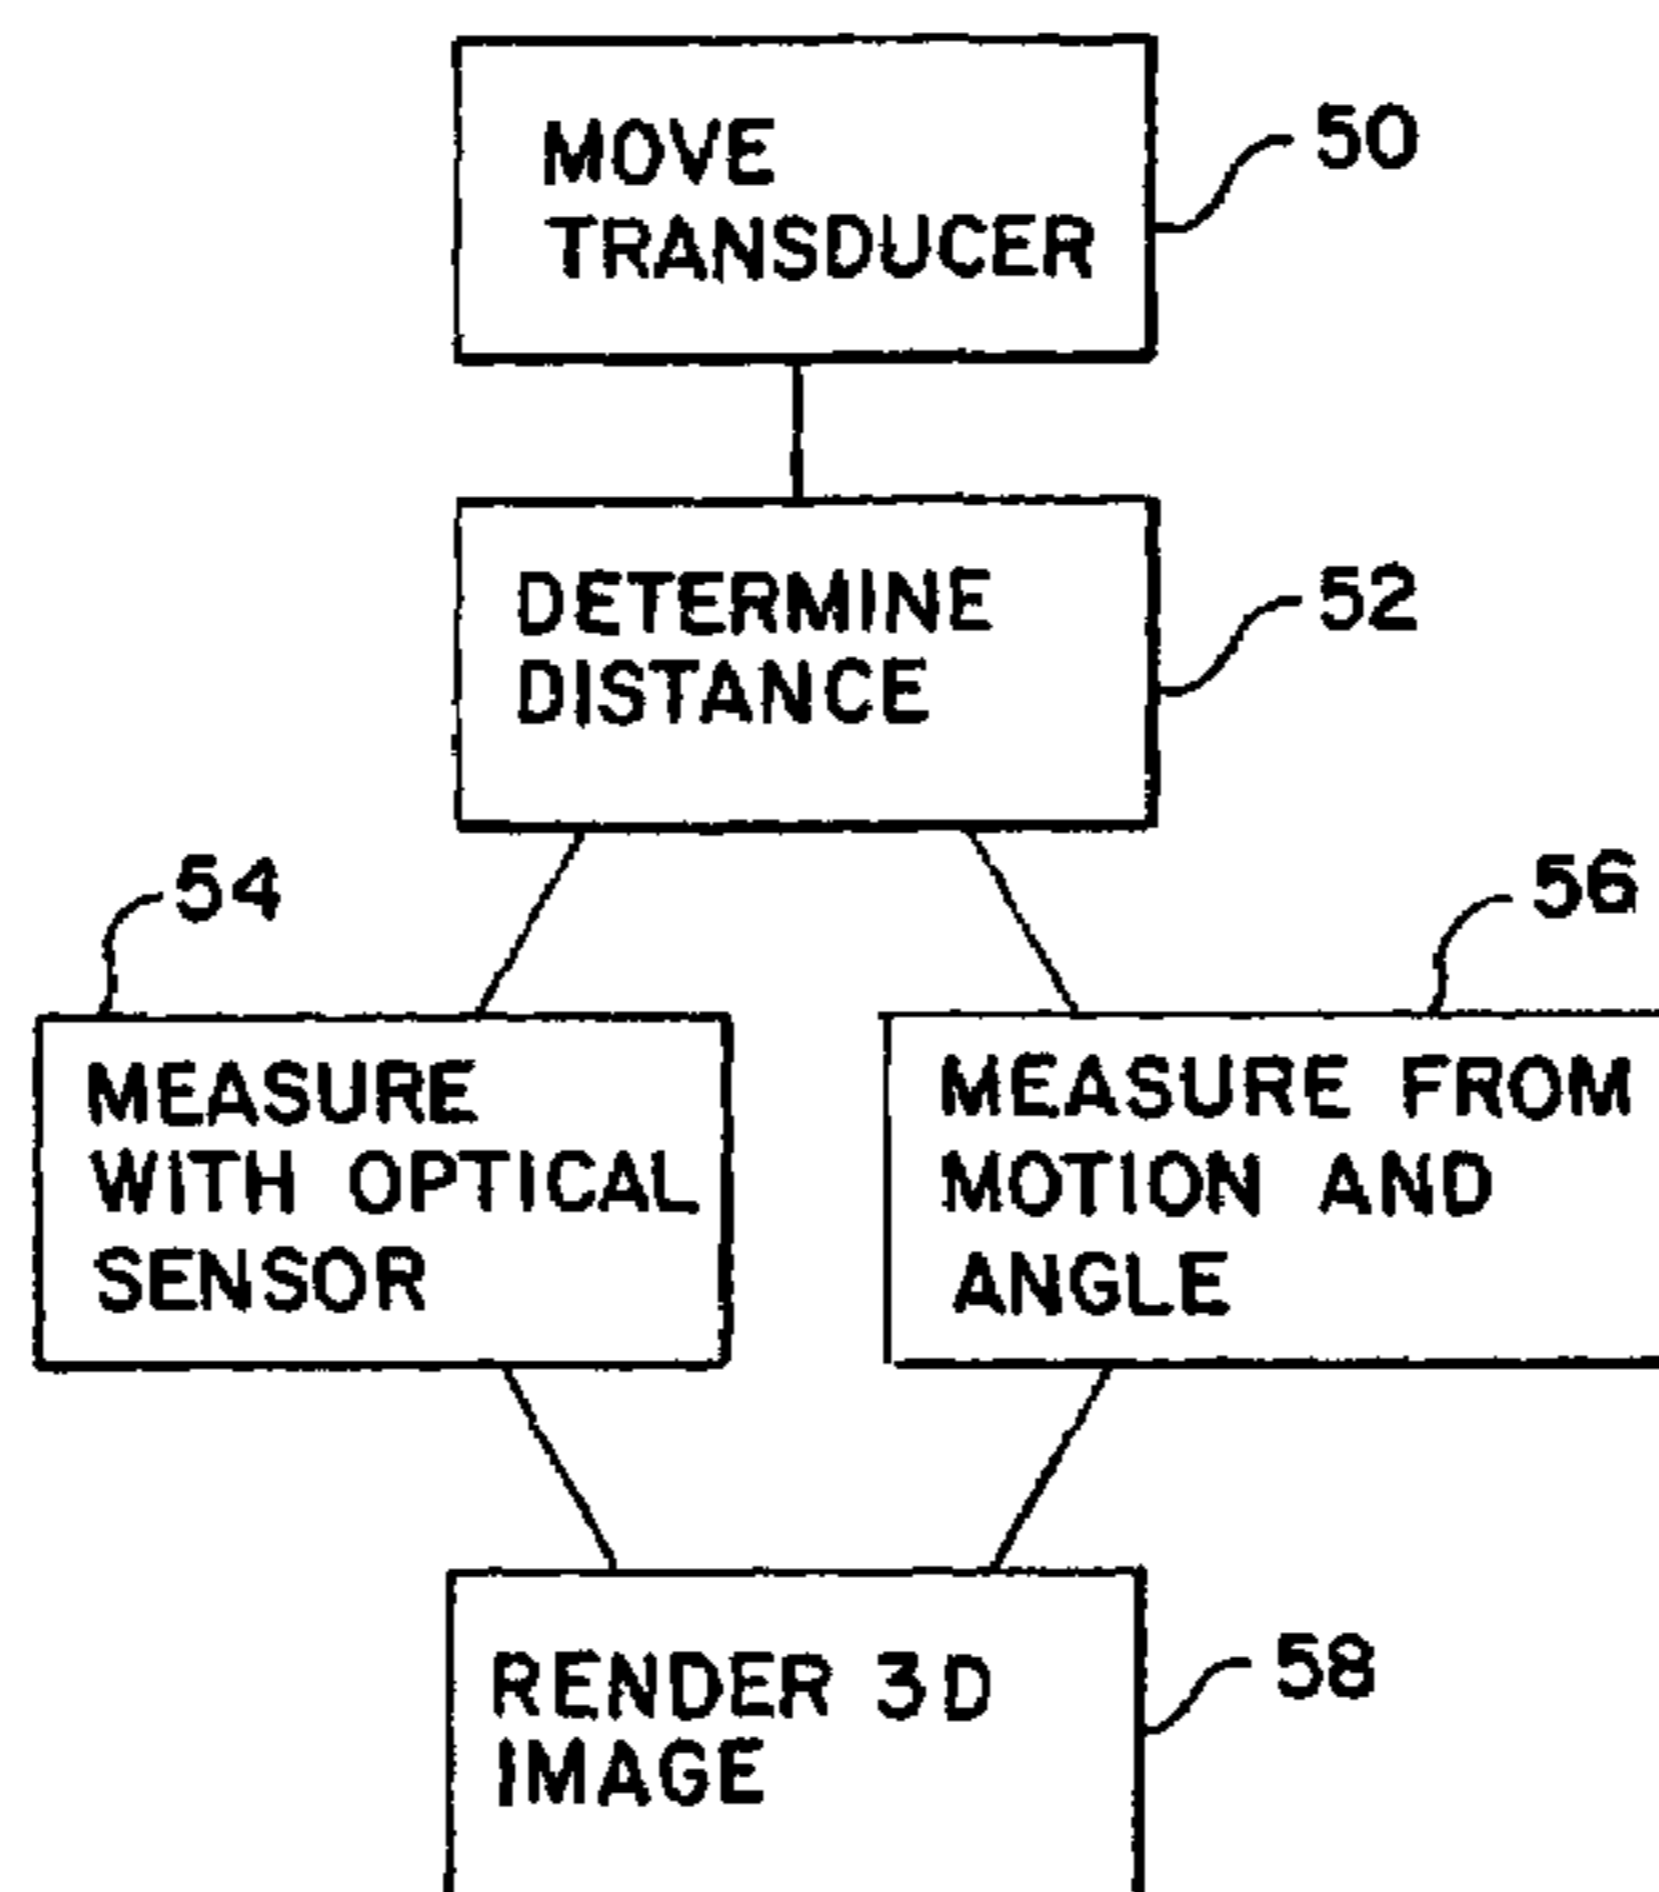 MOVE
TRANSDUCER
50
DETERMINE
DISTANCE
52
54
56
MEASURE
WITH OPTICAL
SENSOR
MEASURE FROM
MOTION AND
ANGLE
RENDER 3D
IMAGE
58